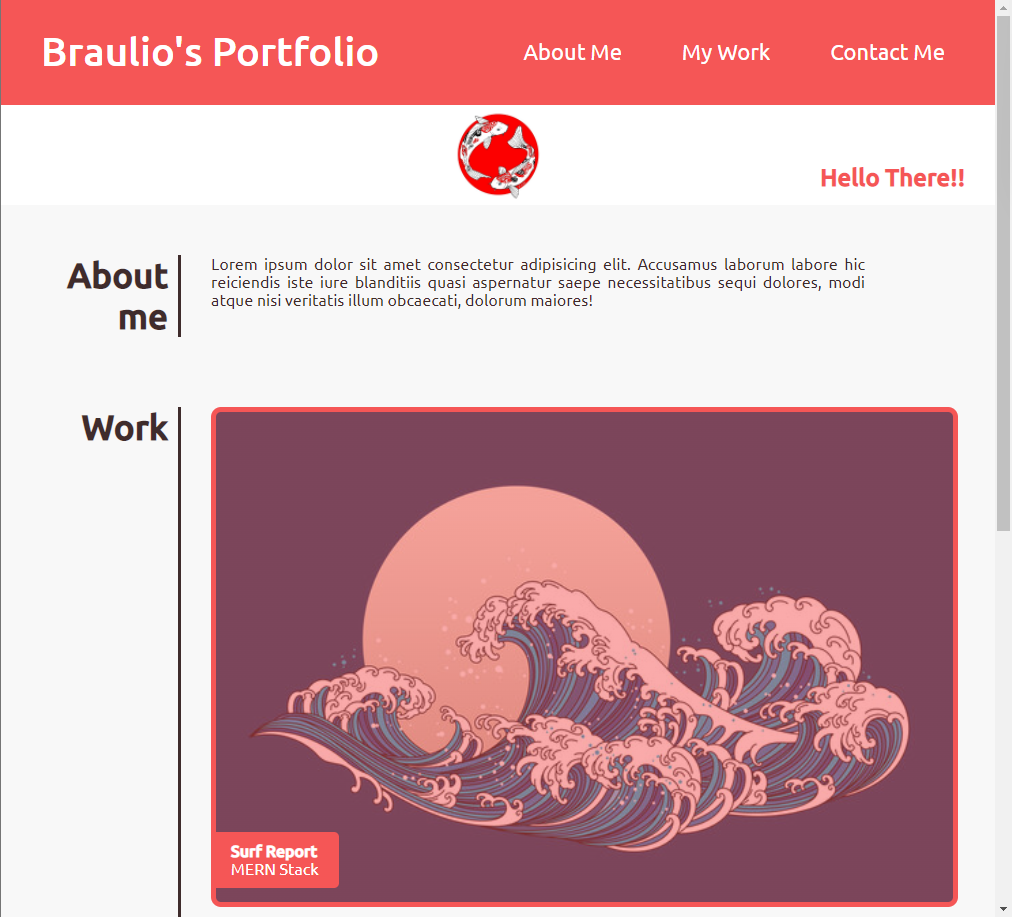 Braulio's Portfolio
About Me
My Work
Contact Me
Hello There!!
About
me
Lorem ipsum dolor sit amet consectetur adipisicing elit. Accusamus laborum labore hic
reiciendis iste iure blanditiis quasi aspernatur saepe necessitatibus sequi dolores, modi
atque nisi veritatis illum obcaecati, dolorum maiores!
Work
Surf Report
MERN Stack